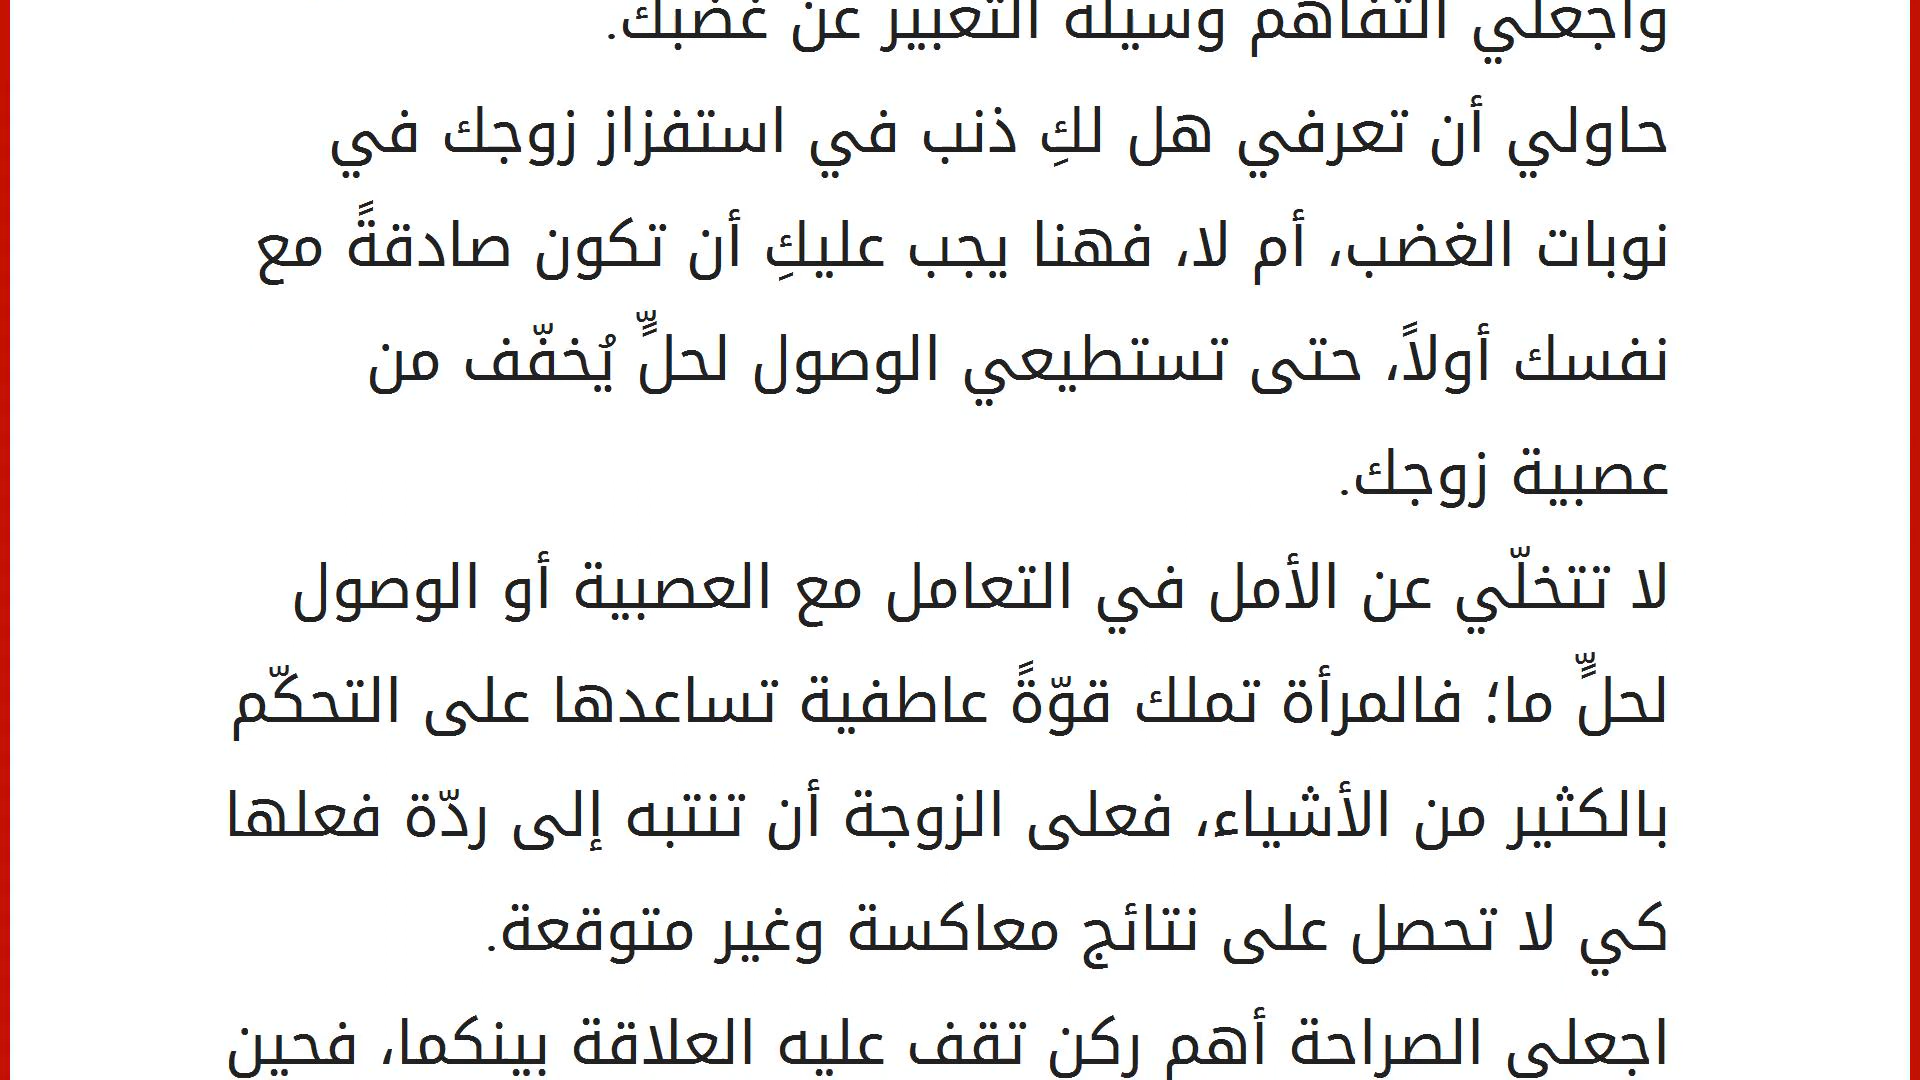 واجعلي التفاهم وسيلة التعبير عن غضبك.
حاولي أن تعرفي هل لكِ ذنب في استفزاز زوجك في
نوبات الغضب، أم لا، فهنا يجب عليكِ أن تكون صادقةً مع
نفسك أولاً، حتى تستطيعي الوصول لحلٍّ يُخفّف من
عصبية زوجك.
لا تتخلّي عن الأمل في التعامل مع العصبية أو الوصول
لحلٍّ ما؛ فالمرأة تملك قوّةً عاطفية تساعدها على التحكّم
بالكثير من الأشياء، فعلى الزوجة أن تنتبه إلى ردّة فعلها
كي لا تحصل على نتائج معاكسة وغير متوقعة.
اجعلي الصراحة أهم ركن تقف عليه العلاقة بينكما، فحين